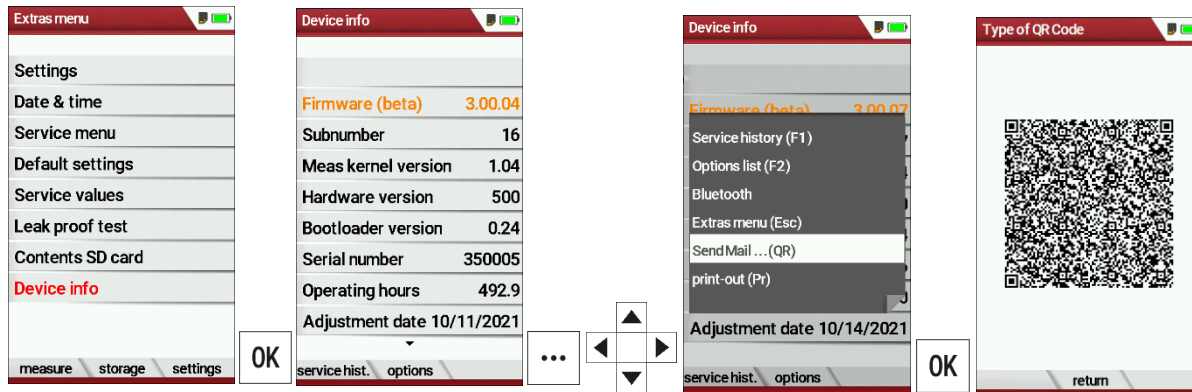 Extras menu
Settings
Date & time
Service menu
Default settings
Service values
Leak proof test
Contents SD card
Device info
measure storage settings
OK
Device info
Firmware (beta) 3.00.04
Subnumber 16
Meas kernel version 1.04
Hardware version 500
Bootloader version 0.24
Serial number 350005
Operating hours 492.9
Adjustment date 10/11/2021
service hist. options
...
Device info
Firmware (beta) 3.00.07
Service history (F1)
Options list (F2)
Bluetooth
Extras menu (Esc)
Send Mail ... (QR)
print-out (Pr)
Adjustment date 10/14/2021
service hist. options
OK
Type of QR Code
return